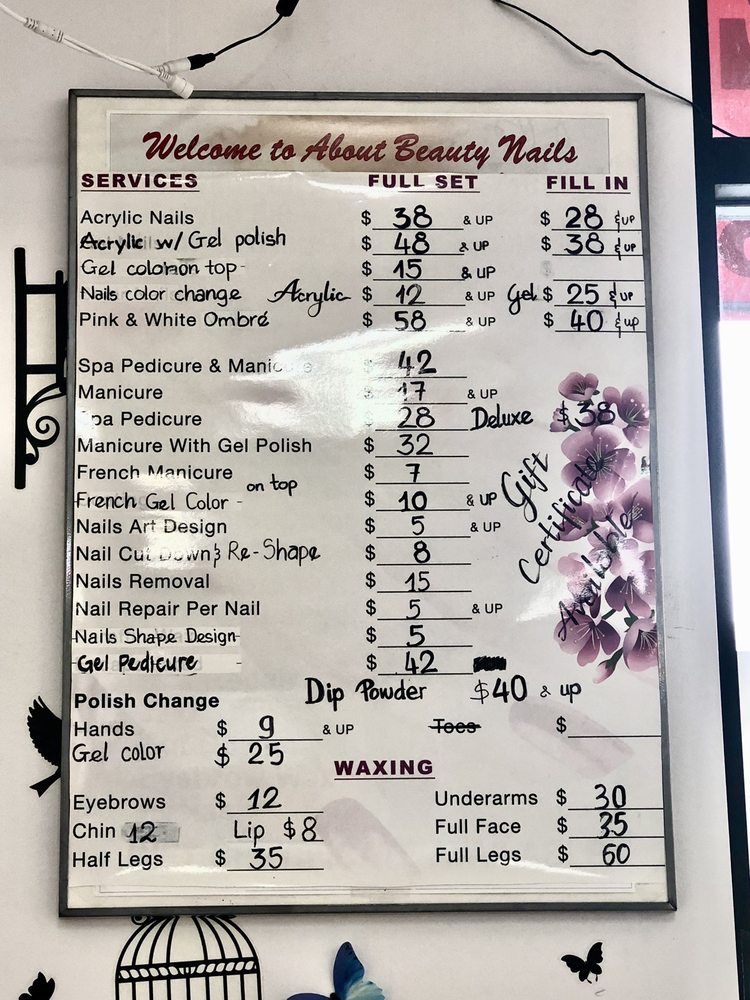 Welcome to About Beauty Nails
SERVICES FULL SET FILL IN
Acrylic Nails $ 38 & UP $ 28 & UP
Acrylic w/ Gel polish $ 48 & UP $ 38 & UP
Gel color on top $ 15 & UP $
Nails color change Acrylic $ 12 & UP Gel $ 25 & UP
Pink & White Ombré $ 58 & UP $ 40 & up
Spa Pedicure & Manicure $ 42
Manicure $ 17 & UP
Spa Pedicure $ 28 Deluxe $38
Manicure With Gel Polish $ 32
French Manicure $ 7
French Gel Color - on top $ 10 & UP
Nails Art Design $ 5 & UP
Nail Cut Down & Re-Shape $ 8
Nails Removal $ 15
Nail Repair Per Nail $ 5 & UP
Nails Shape Design $ 5
Gel Pedicure $ 42
Gift Certificate Available
Polish Change Dip Powder $40 & up
Hands $ 9 & UP Toes $
Gel color $ 25
WAXING
Eyebrows $ 12 Underarms $ 30
Chin 12 Lip $8 Full Face $ 35
Half Legs $ 35 Full Legs $ 60